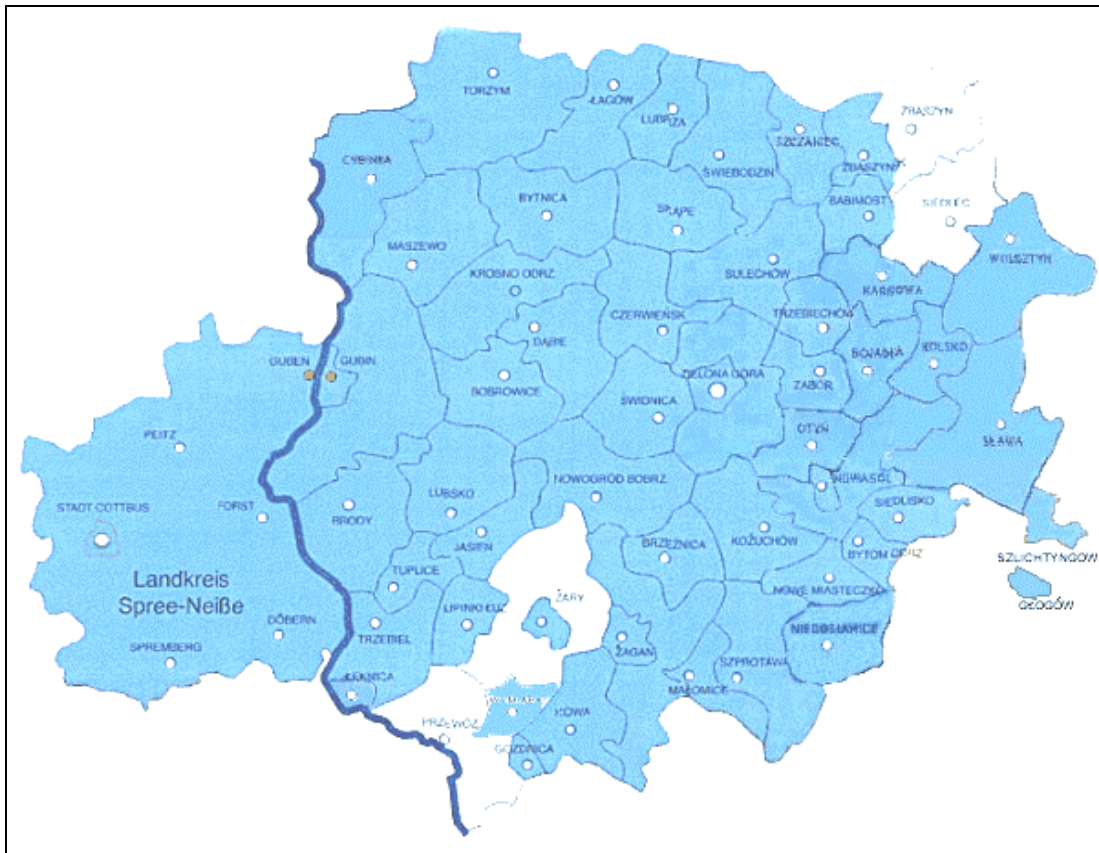 TORZYM
ŁAGÓW
LUBRZA
SZCZANIEC
ZBĄSZYŃ
CYBINKA
ŚWIEBODZIN
BYTNICA
SKĄPE
BABIMOST
SIEDLEC
MASZEWO
WOLSZTYN
KROSNO ODRZ.
SULECHÓW
KARGOWA
CZERWIEŃSK
TRZEBIECHÓW
DĄBIE
BOJADŁA
KOLSKO
GUBEN
GUBIN
ZIELONA GÓRA
BOBROWICE
ZABÓR
ŚWIDNICA
PEITZ
OTYŃ
SŁAWA
NOWOGRÓD BOBRZ.
NOWA SÓL
LUBSKO
SIEDLISKO
STADT COTTBUS
FORST
BRODY
JASIEŃ
BRZEŹNICA
KOŻUCHÓW
BYTOM ODRZ.
SZLICHTYNGOW
TUPLICE
NOWE MIASTECZKO
Landkreis
Spree-Neiße
GŁOGÓW
LIPINKI ŁUŻ.
ŻARY
DÖBERN
TRZEBIEL
NIEGOSŁAWICE
SPREMBERG
ŻAGAŃ
SZPROTAWA
ŁĘKNICA
MAŁOMICE
PRZEWÓZ
IŁOWA
GOZDNICA